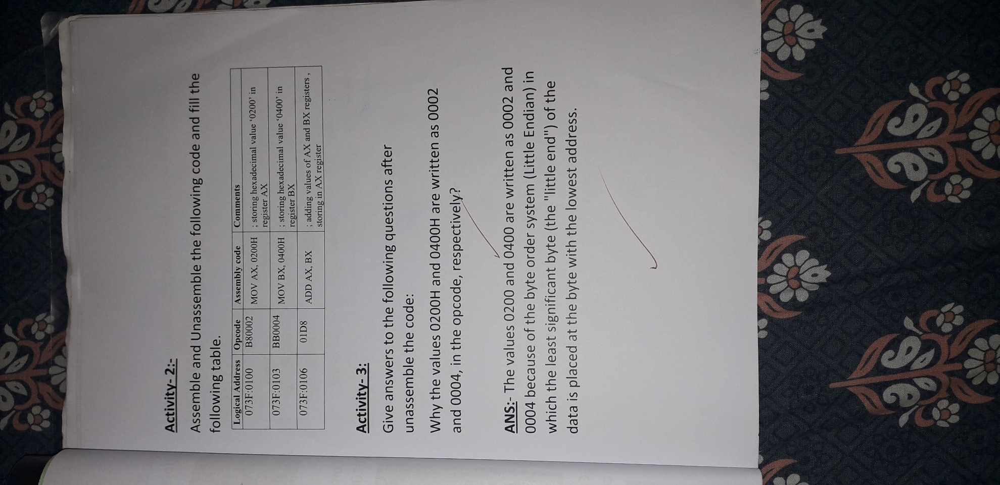 Activity- 2:-
Assemble and Unassemble the following code and fill the
following table.
Logical Address Opcode Assembly code Comments
073F:0100 B80002 MOV AX, 0200H ; storing hexadecimal value ‘0200’ in
register AX
073F:0103 BB0004 MOV BX, 0400H ; storing hexadecimal value ‘0400’ in
register BX
073F:0106 01D8 ADD AX, BX ; adding values of AX and BX registers ,
storing in AX register
Activity- 3:
Give answers to the following questions after
unassemble the code:
Why the values 0200H and 0400H are written as 0002
and 0004, in the opcode, respectively?
ANS:- The values 0200 and 0400 are written as 0002 and
0004 because of the byte order system (Little Endian) in
which the least significant byte (the "little end") of the
data is placed at the byte with the lowest address.